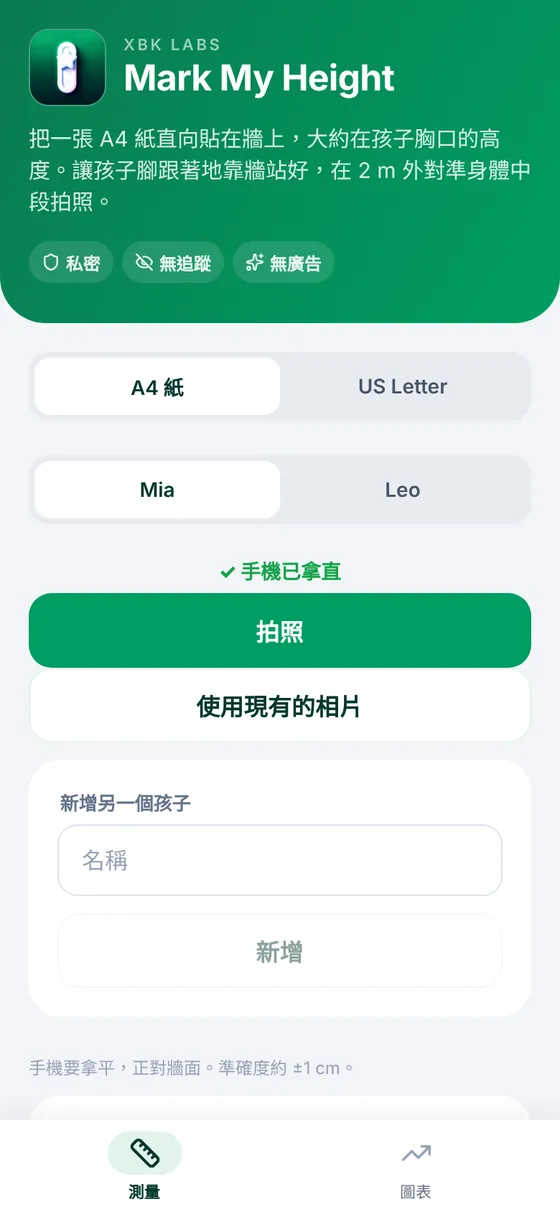 XBK LABS
Mark My Height
把一張 A4 紙直向貼在牆上，大約在孩子胸口的高
度。讓孩子腳跟著地靠牆站好，在 2 m 外對準身體中
段拍照。
私密
無追蹤
無廣告
A4 紙
US Letter
Mia
Leo
手機已拿直
拍照
使用現有的相片
新增另一個孩子
名稱
新增
手機要拿平，正對牆面。準確度約 ±1 cm。
測量
圖表